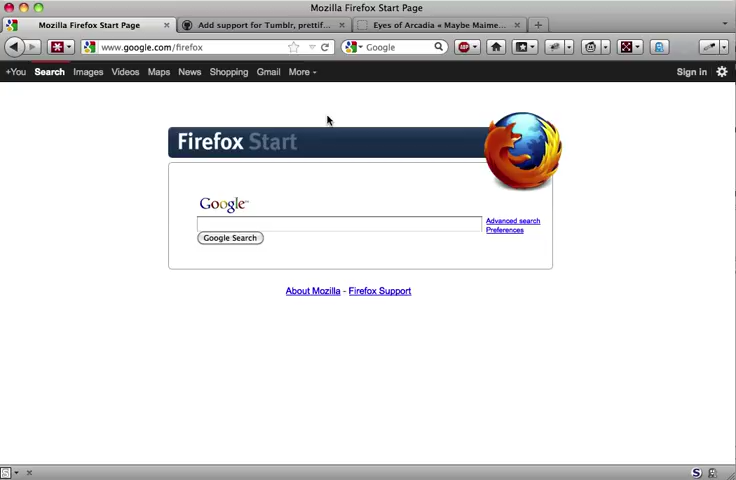 Mozilla Firefox Start Page
Mozilla Firefox Start Page
Add support for Tumblr, prettif...
Eyes of Arcadia « Maybe Maime...
www.google.com/firefox
Google
ABP
+You Search Images Videos Maps News Shopping Gmail More
Sign in
Firefox Start
Google™
Advanced search
Preferences
Google Search
About Mozilla - Firefox Support
S